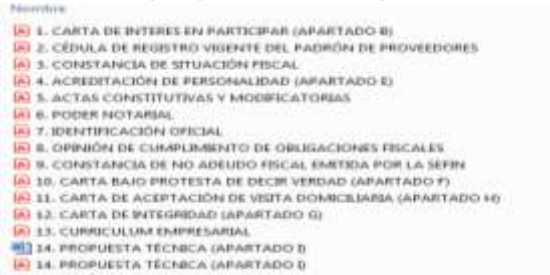 Nombre
1. CARTA DE INTERES EN PARTICIPAR (APARTADO B)
2. CÉDULA DE REGISTRO VIGENTE DEL PADRÓN DE PROVEEDORES
3. CONSTANCIA DE SITUACIÓN FISCAL
4. ACREDITACIÓN DE PERSONALIDAD (APARTADO E)
5. ACTAS CONSTITUTIVAS Y MODIFICATORIAS
6. PODER NOTARIAL
7. IDENTIFICACIÓN OFICIAL
8. OPINIÓN DE CUMPLIMIENTO DE OBLIGACIONES FISCALES
9. CONSTANCIA DE NO ADEUDO FISCAL EMITIDA POR LA SEFIN
10. CARTA BAJO PROTESTA DE DECIR VERDAD (APARTADO F)
11. CARTA DE ACEPTACIÓN DE VISITA DOMICILIARIA (APARTADO H)
12. CARTA DE INTEGRIDAD (APARTADO G)
13. CURRICULUM EMPRESARIAL
14. PROPUESTA TÉCNICA (APARTADO I)
14. PROPUESTA TÉCNICA (APARTADO I)